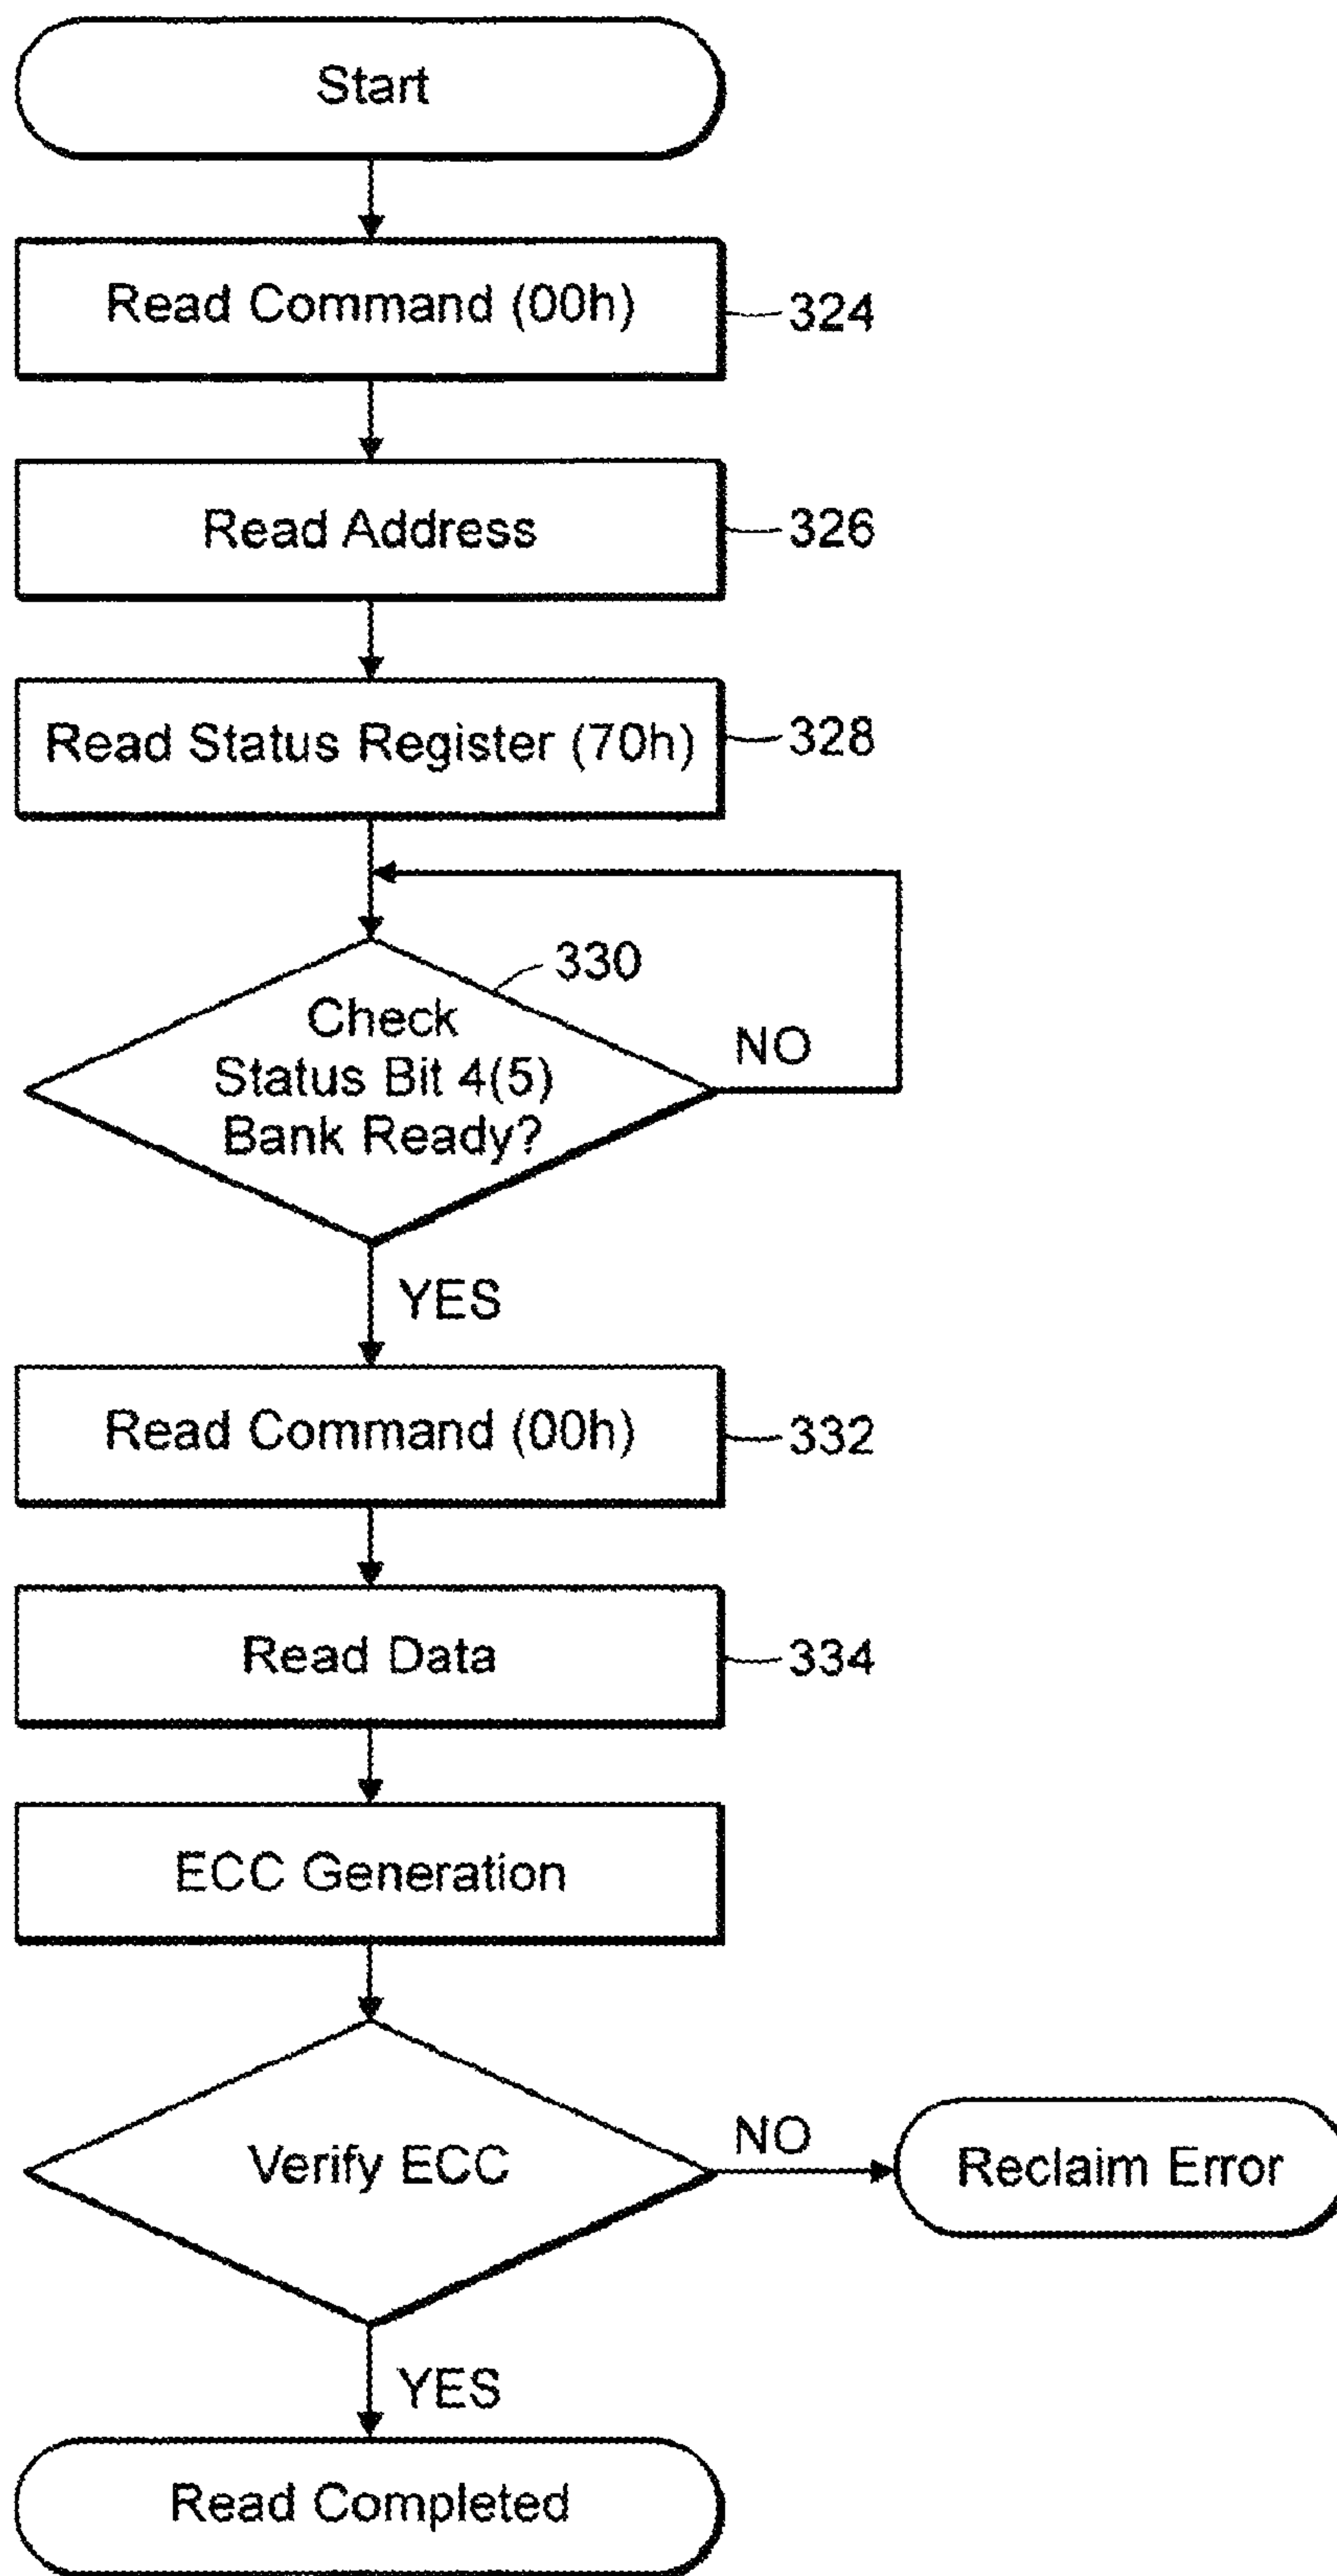 Start
Read Command (00h)
324
Read Address
326
Read Status Register (70h)
328
330
Check
Status Bit 4(5)
Bank Ready?
NO
YES
Read Command (00h)
332
Read Data
334
ECC Generation
Verify ECC
NO
Reclaim Error
YES
Read Completed